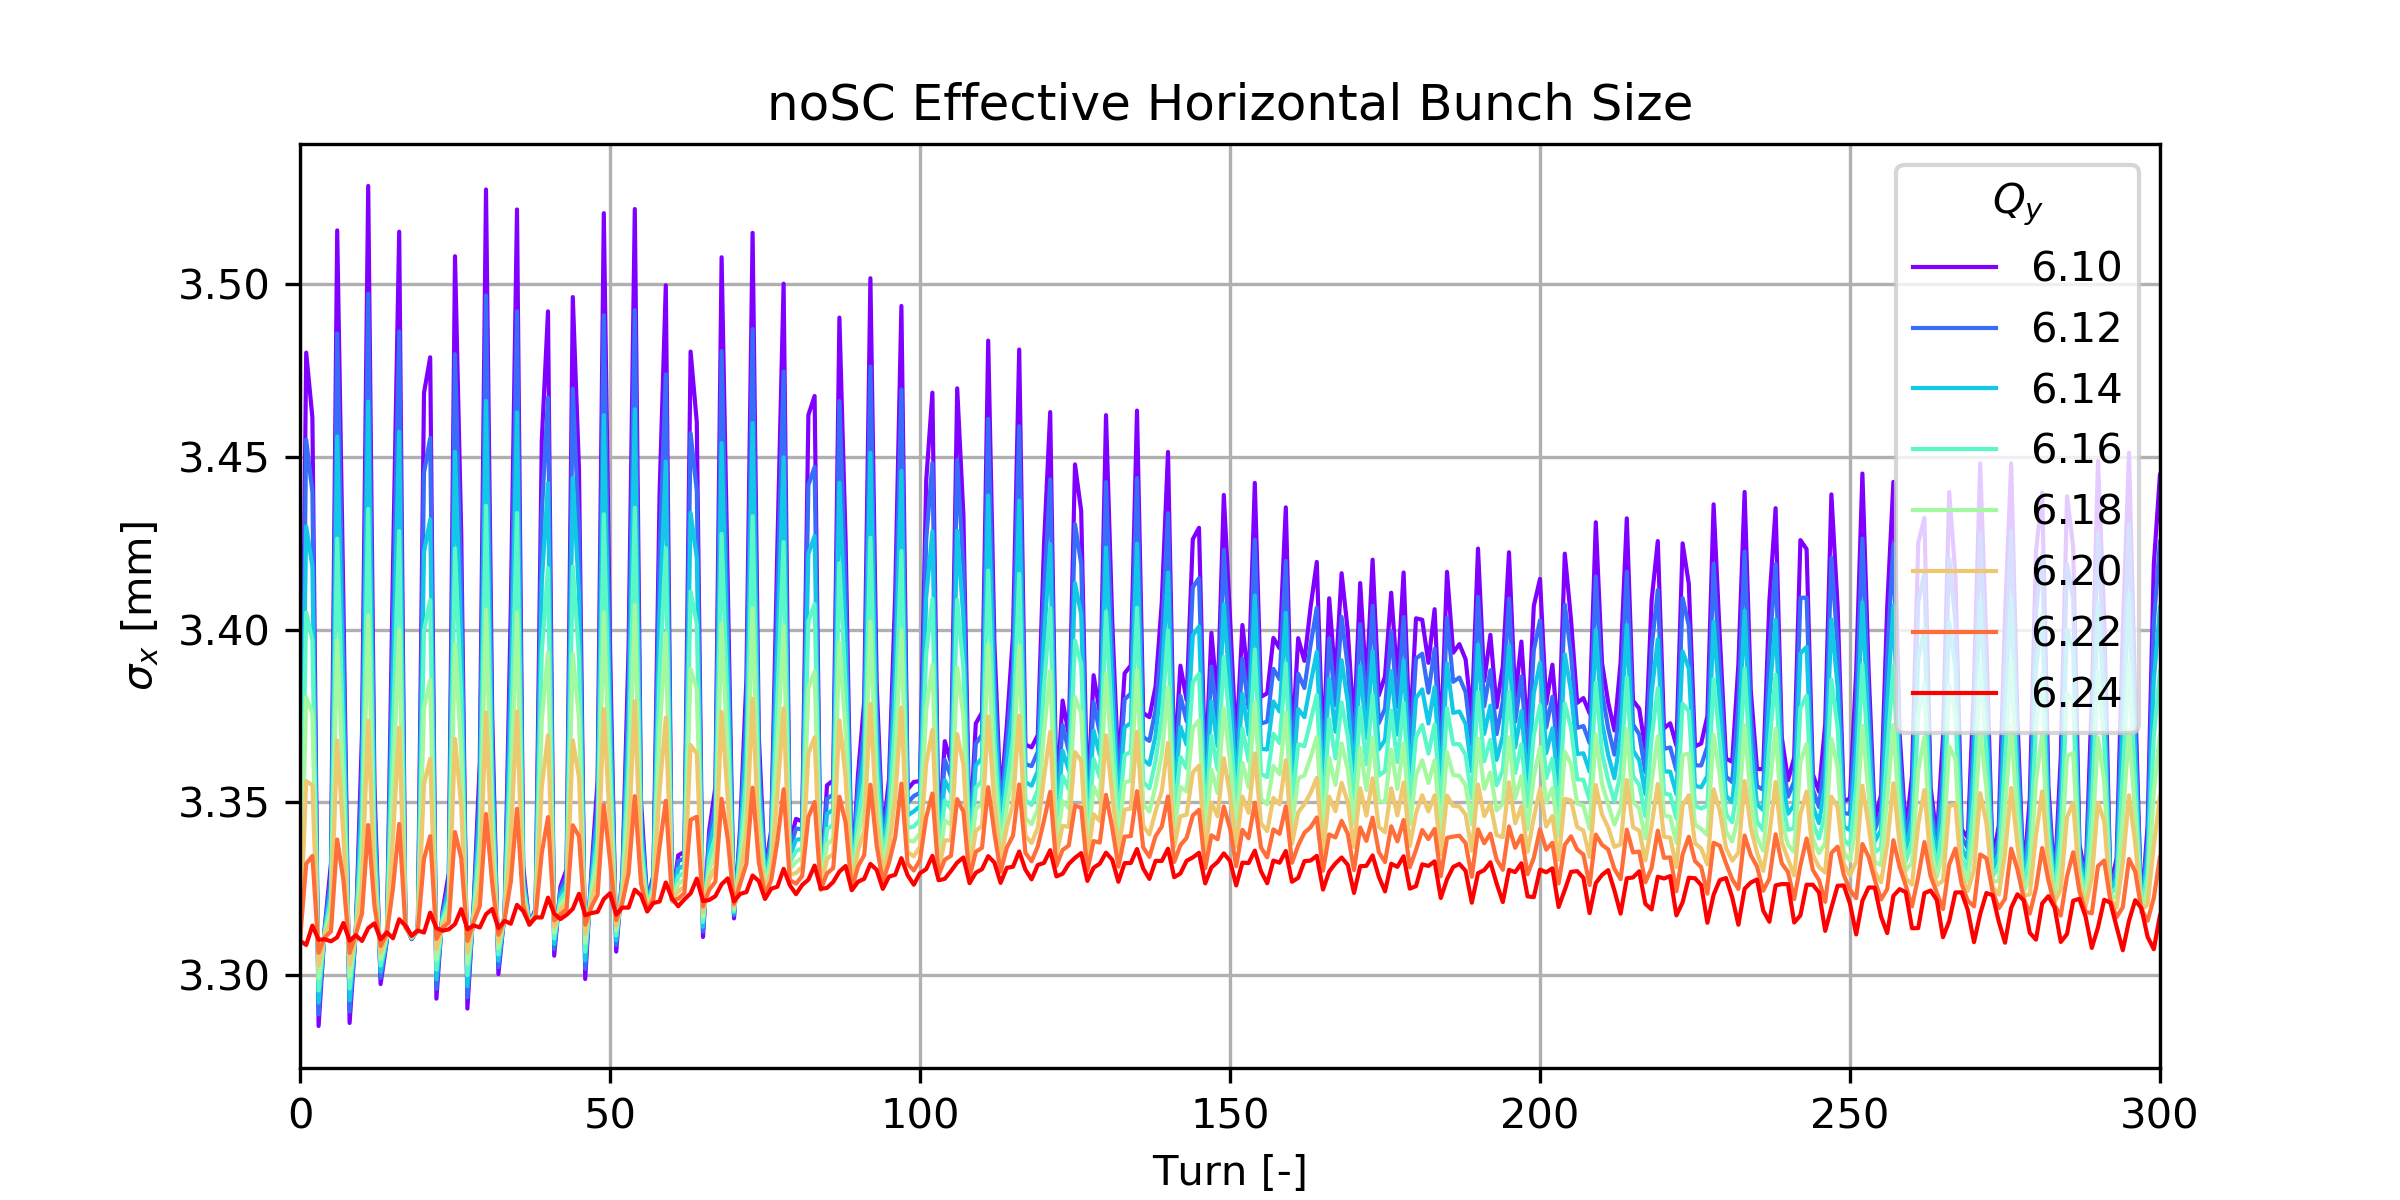 noSC Effective Horizontal Bunch Size
σx [mm]
3.50
3.45
3.40
3.35
3.30
Qy
6.10
6.12
6.14
6.16
6.18
6.20
6.22
6.24
0 50 100 150 200 250 300
Turn [-]